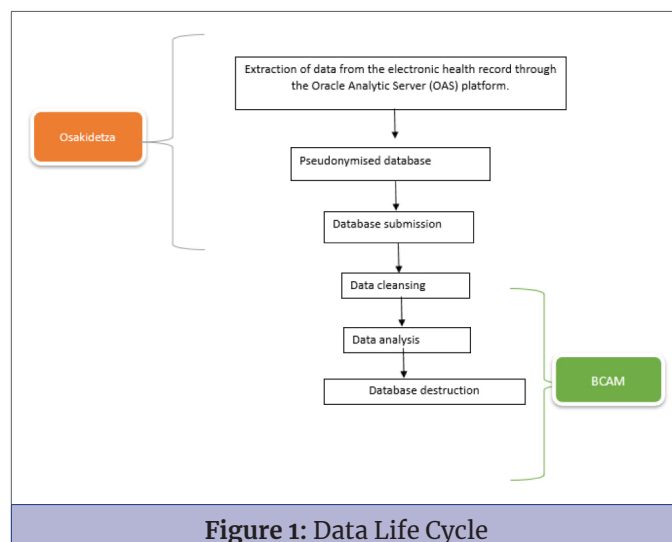 Extraction of data from the electronic health record through
the Oracle Analytic Server (OAS) platform.
Osakidetza
Pseudonymised database
Database submission
Data cleansing
Data analysis
BCAM
Database destruction
Figure 1: Data Life Cycle